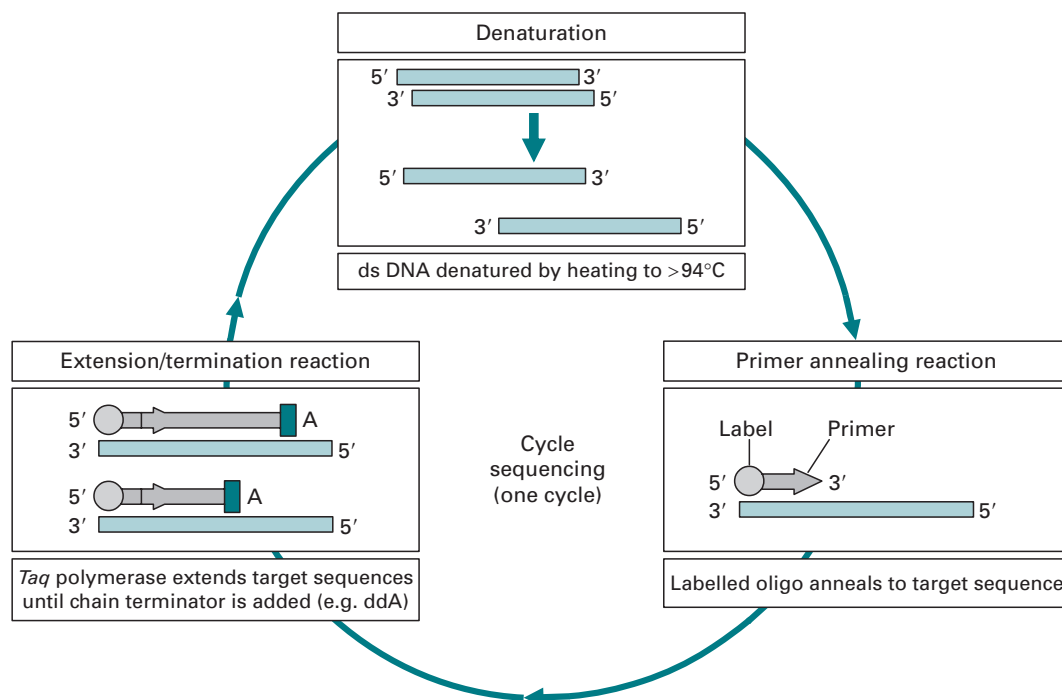 Denaturation
5′ 3′
3′ 5′
5′ 3′
3′ 5′
ds DNA denatured by heating to >94°C
Primer annealing reaction
Label Primer
5′ 3′
3′ 5′
Labelled oligo anneals to target sequence
Extension/termination reaction
5′ A
3′ 5′
5′ A
3′ 5′
Taq polymerase extends target sequences
until chain terminator is added (e.g. ddA)
Cycle
sequencing
(one cycle)